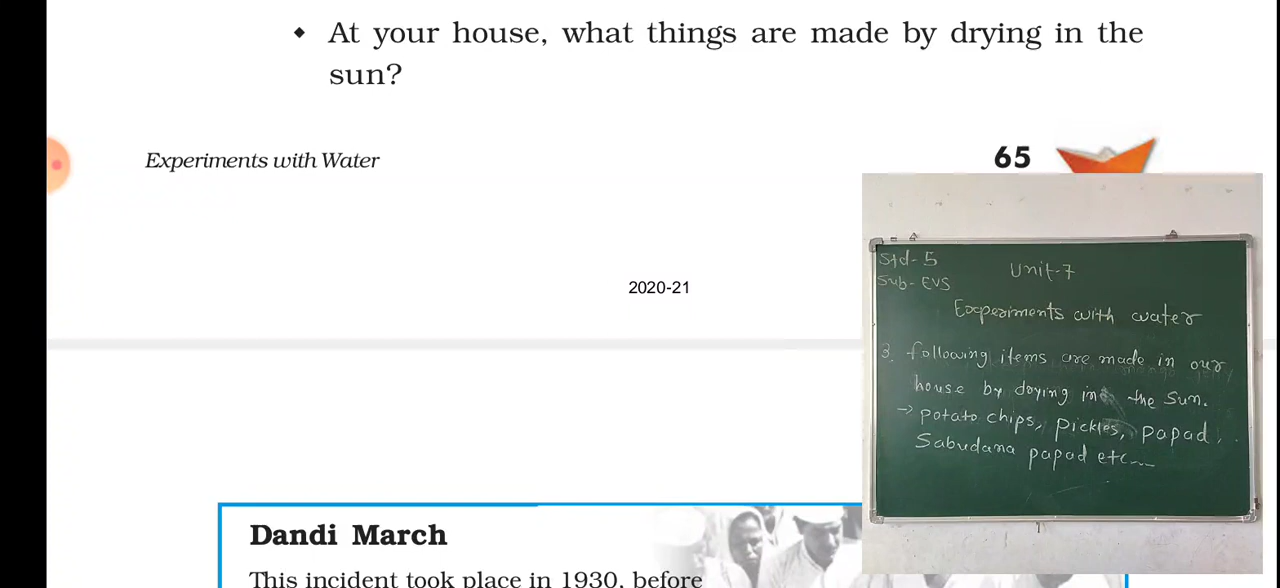 ◆ At your house, what things are made by drying in the
sun?
Experiments with Water
65
2020-21
Std- 5
Sub- EVS
Unit-7
Experiments with water
3. following items are made in our
house by drying in the Sun.
→ potato chips, pickles, papad,
Sabudana papad etc...
Dandi March
This incident took place in 1930, before